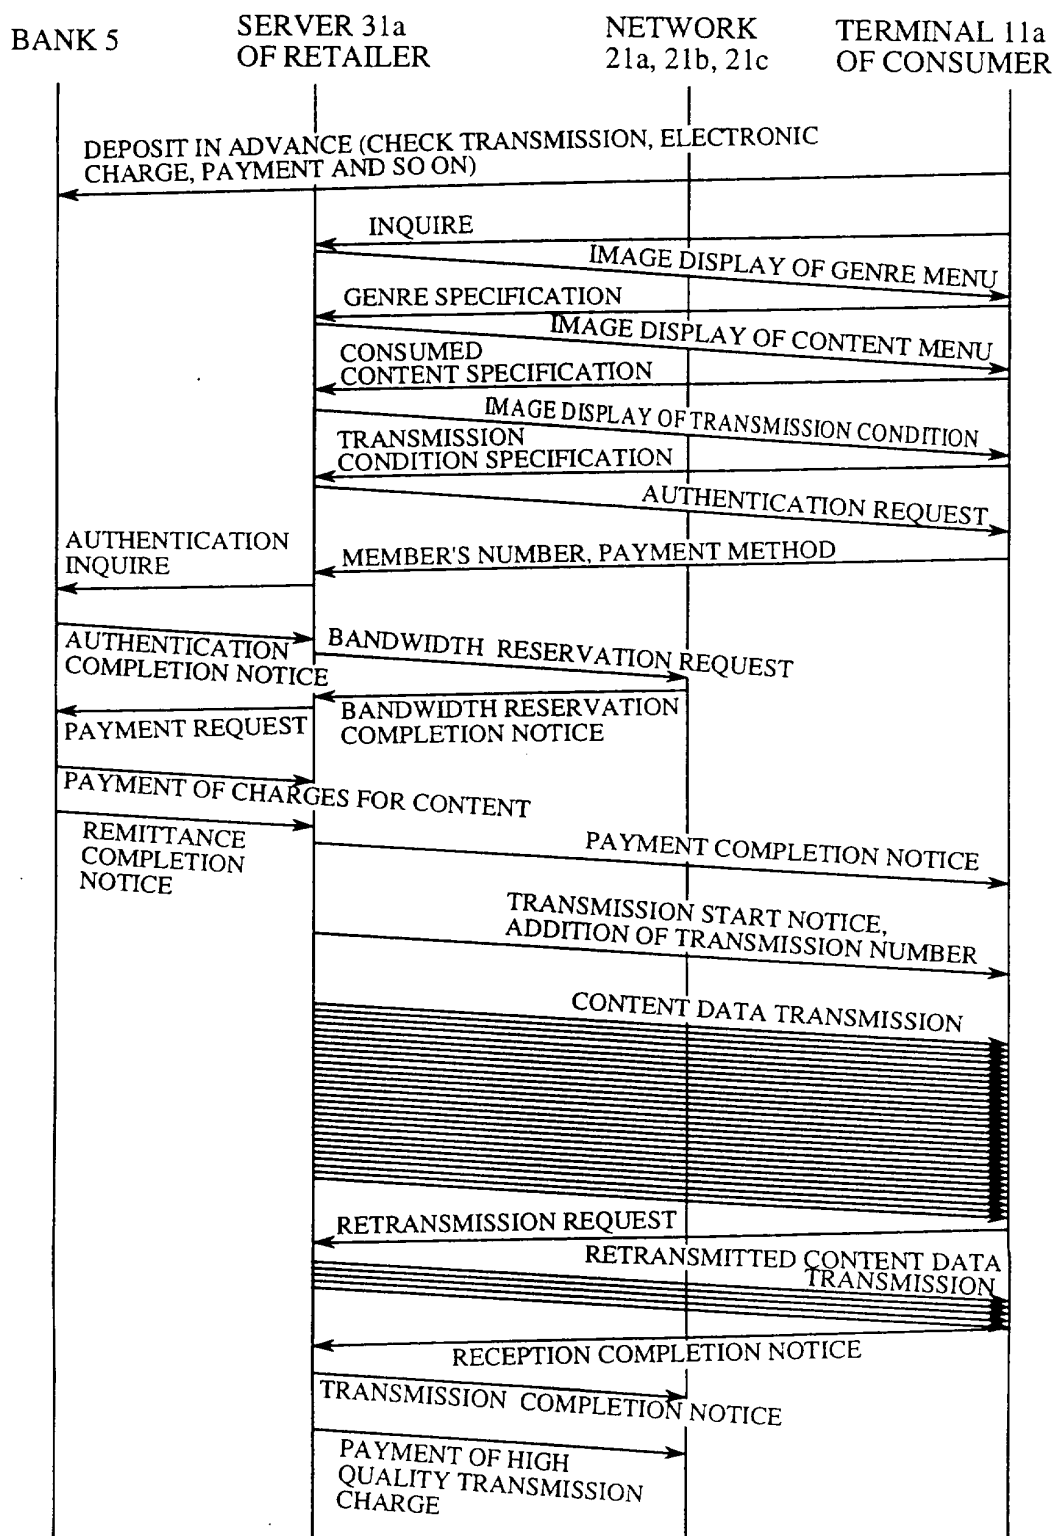 BANK 5
SERVER 31a
OF RETAILER
NETWORK
21a, 21b, 21c
TERMINAL 11a
OF CONSUMER
DEPOSIT IN ADVANCE (CHECK TRANSMISSION, ELECTRONIC
CHARGE, PAYMENT AND SO ON)
INQUIRE
IMAGE DISPLAY OF GENRE MENU
GENRE SPECIFICATION
IMAGE DISPLAY OF CONTENT MENU
CONSUMED
CONTENT SPECIFICATION
IMAGE DISPLAY OF TRANSMISSION CONDITION
TRANSMISSION
CONDITION SPECIFICATION
AUTHENTICATION REQUEST
MEMBER'S NUMBER, PAYMENT METHOD
AUTHENTICATION
INQUIRE
AUTHENTICATION
COMPLETION NOTICE
BANDWIDTH RESERVATION REQUEST
BANDWIDTH RESERVATION
COMPLETION NOTICE
PAYMENT REQUEST
PAYMENT OF CHARGES FOR CONTENT
REMITTANCE
COMPLETION
NOTICE
PAYMENT COMPLETION NOTICE
TRANSMISSION START NOTICE,
ADDITION OF TRANSMISSION NUMBER
CONTENT DATA TRANSMISSION
RETRANSMISSION REQUEST
RETRANSMITTED CONTENT DATA
TRANSMISSION
RECEPTION COMPLETION NOTICE
TRANSMISSION COMPLETION NOTICE
PAYMENT OF HIGH
QUALITY TRANSMISSION
CHARGE